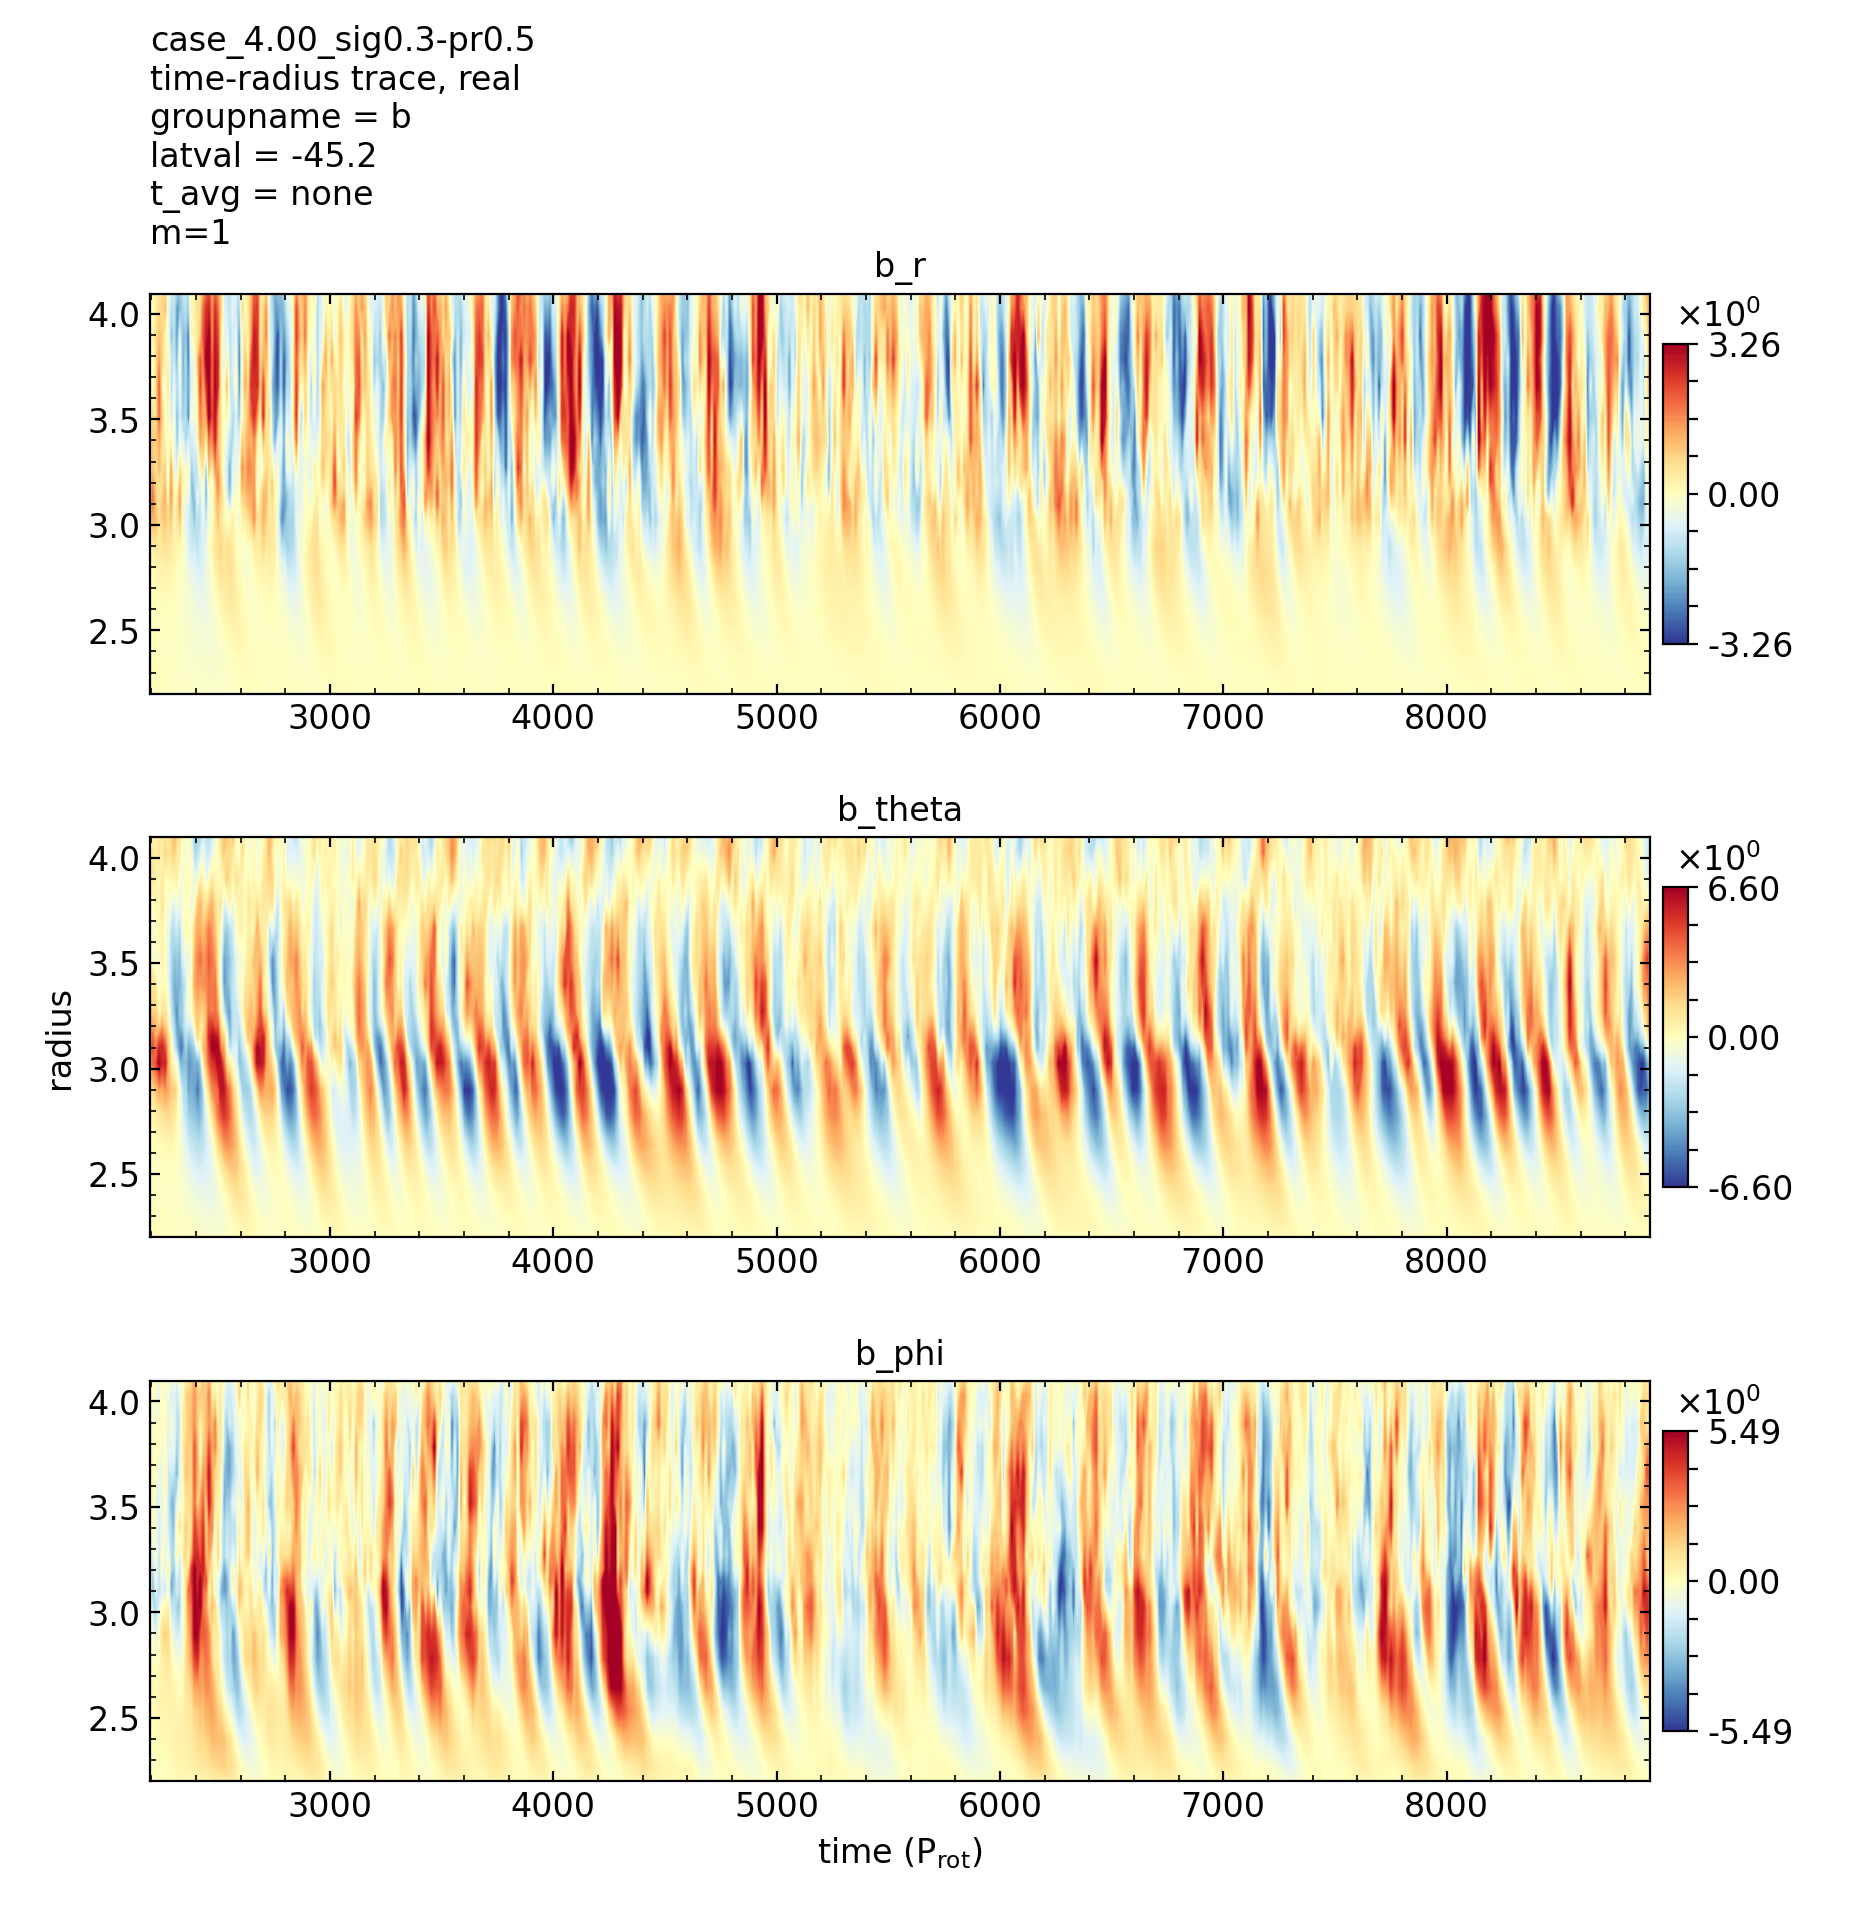 case_4.00_sig0.3-pr0.5
time-radius trace, real
groupname = b
latval = -45.2
t_avg = none
m=1
b_r
4.0
3.5
3.0
2.5
3000 4000 5000 6000 7000 8000
×10⁰
3.26
0.00
-3.26
b_theta
radius
4.0
3.5
3.0
2.5
3000 4000 5000 6000 7000 8000
×10⁰
6.60
0.00
-6.60
b_phi
4.0
3.5
3.0
2.5
3000 4000 5000 6000 7000 8000
×10⁰
5.49
0.00
-5.49
time (P_rot)